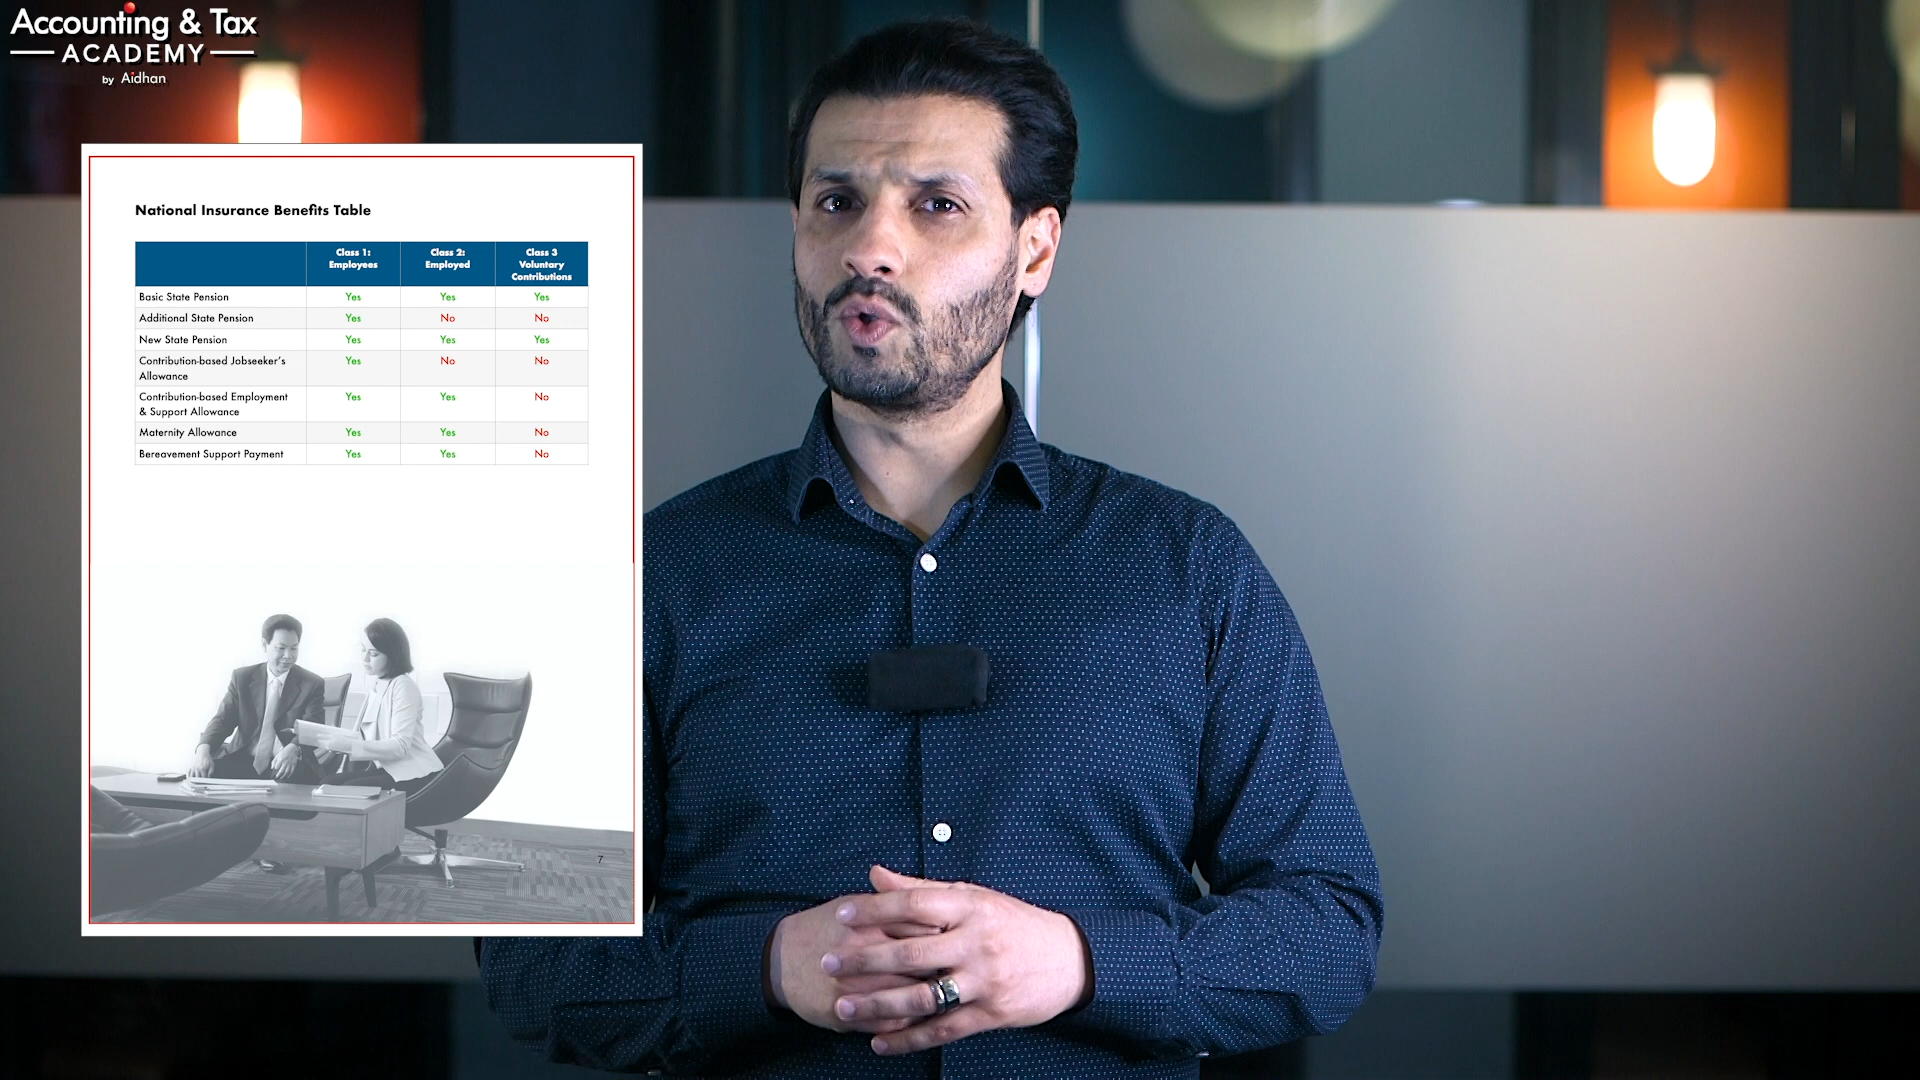 Accounting & Tax
ACADEMY
by Aidhan
National Insurance Benefits Table
Class 1: Employees
Class 2: Employed
Class 3 Voluntary Contributions
Basic State Pension Yes Yes Yes
Additional State Pension Yes No No
New State Pension Yes Yes Yes
Contribution-based Jobseeker's Allowance Yes No No
Contribution-based Employment & Support Allowance Yes Yes No
Maternity Allowance Yes Yes No
Bereavement Support Payment Yes Yes No
7